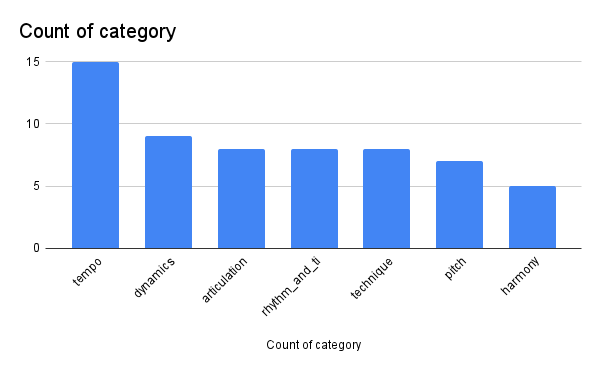 Count of category
15
10
5
0
tempo
dynamics
articulation
rhythm_and_ti
technique
pitch
harmony
Count of category